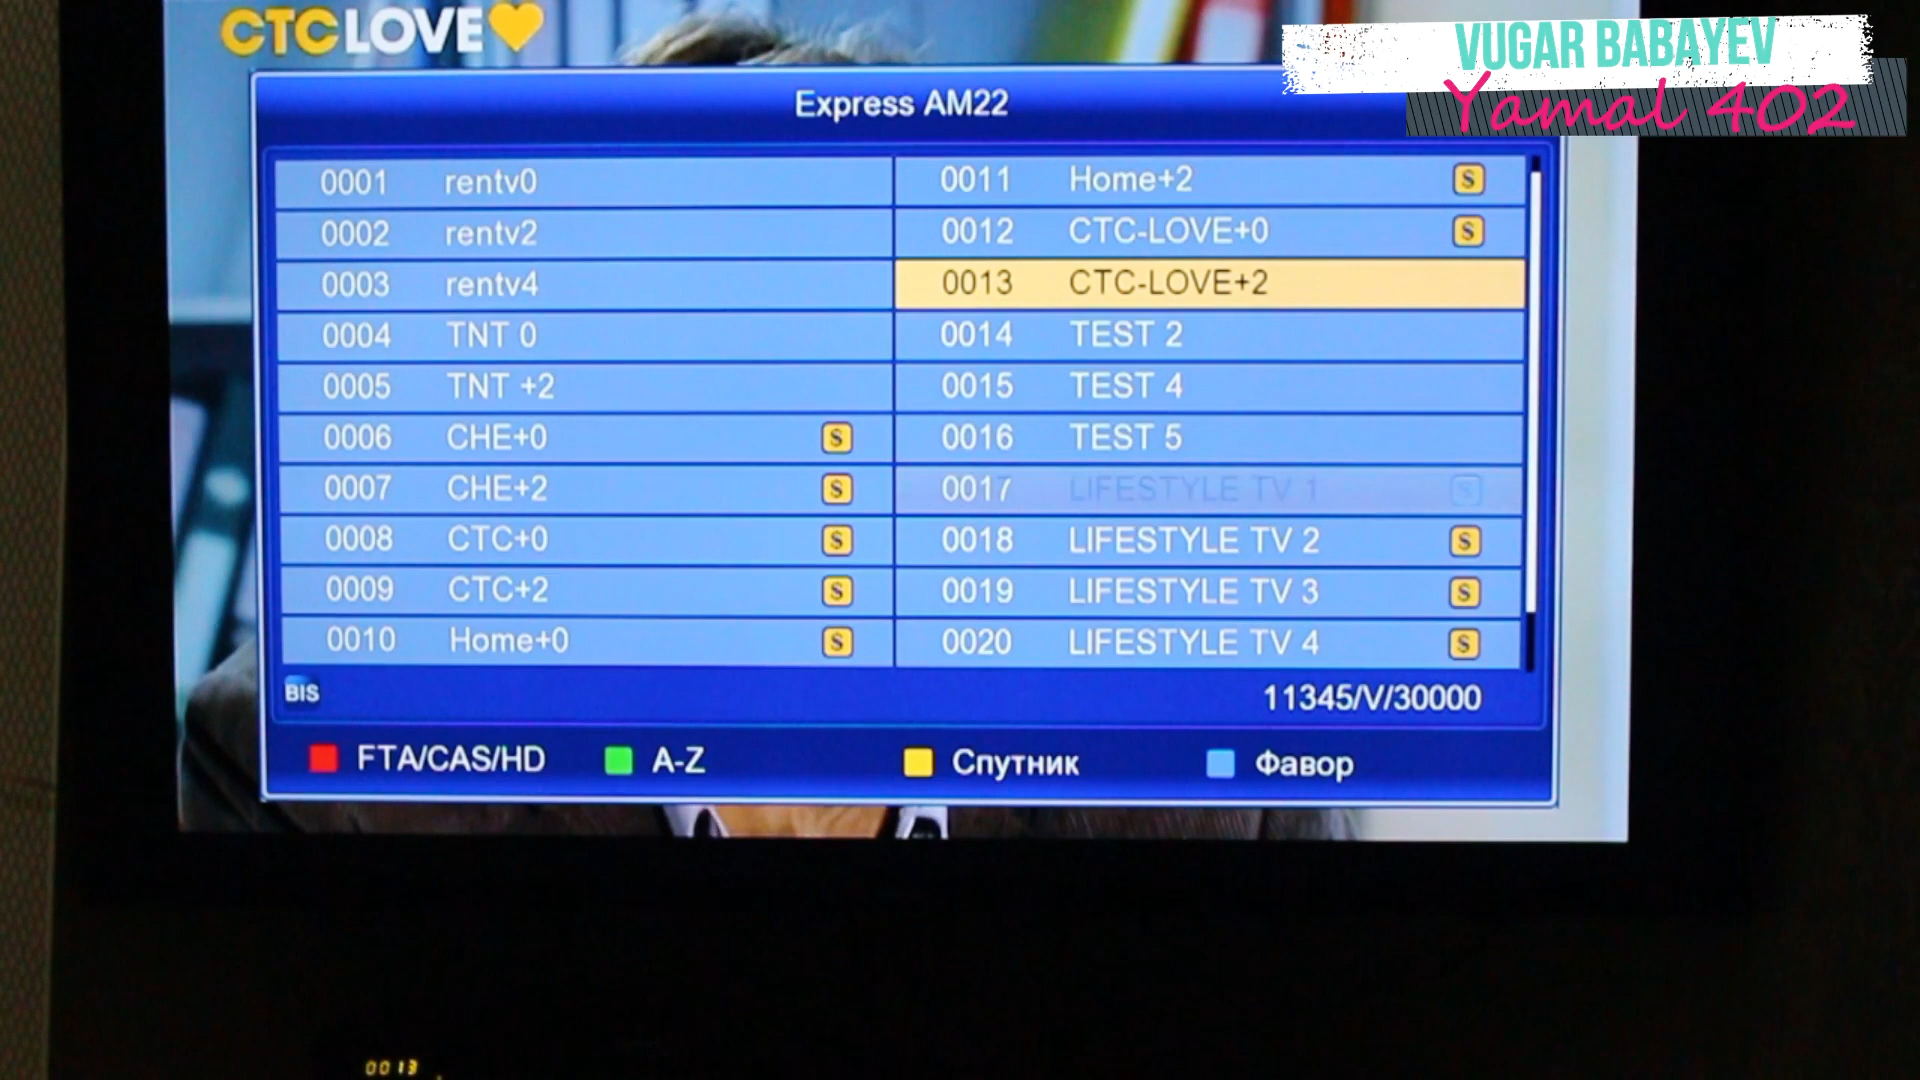 CTC LOVE
VUGAR BABAYEV
Yamal 402
Express AM22
0001 rentv0
0002 rentv2
0003 rentv4
0004 TNT 0
0005 TNT +2
0006 CHE+0 S
0007 CHE+2 S
0008 CTC+0 S
0009 CTC+2 S
0010 Home+0 S
0011 Home+2 S
0012 CTC-LOVE+0 S
0013 CTC-LOVE+2
0014 TEST 2
0015 TEST 4
0016 TEST 5
0017 LIFESTYLE TV 1 S
0018 LIFESTYLE TV 2 S
0019 LIFESTYLE TV 3 S
0020 LIFESTYLE TV 4 S
BIS 11345/V/30000
FTA/CAS/HD A-Z Спутник Фавор
0013